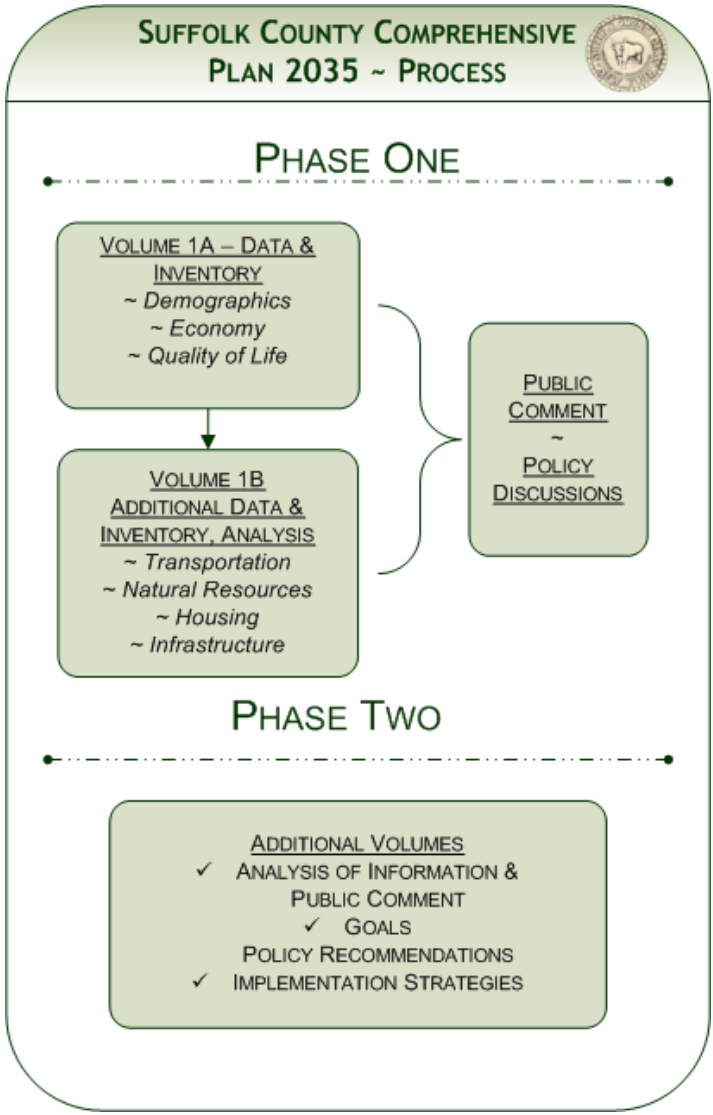 SUFFOLK COUNTY COMPREHENSIVE
PLAN 2035 ~ PROCESS
PHASE ONE
VOLUME 1A – DATA &
INVENTORY
~ Demographics
~ Economy
~ Quality of Life
VOLUME 1B
ADDITIONAL DATA &
INVENTORY, ANALYSIS
~ Transportation
~ Natural Resources
~ Housing
~ Infrastructure
PUBLIC
COMMENT
~
POLICY
DISCUSSIONS
PHASE TWO
ADDITIONAL VOLUMES
✓ ANALYSIS OF INFORMATION &
PUBLIC COMMENT
✓ GOALS
POLICY RECOMMENDATIONS
✓ IMPLEMENTATION STRATEGIES